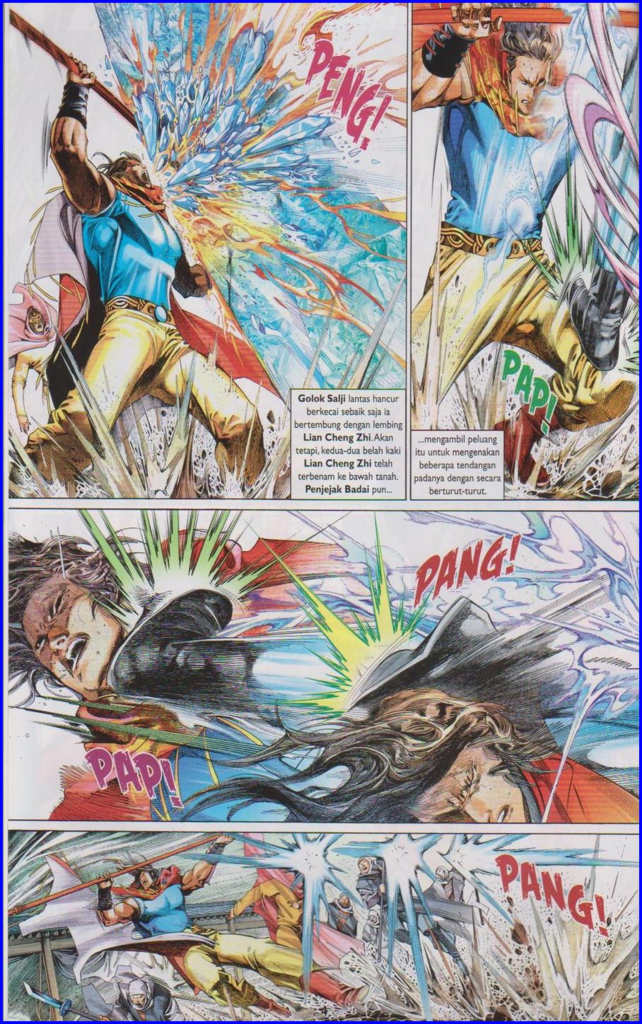 PENG!
Golok Salji lantas hancur
berkecai sebaik saja ia
bertembung dengan lembing
Lian Cheng Zhi. Akan
tetapi, kedua-dua belah kaki
Lian Cheng Zhi telah
terbenam ke bawah tanah.
Penjejak Badai pun...
PAP!
...mengambil peluang
itu untuk mengenakan
beberapa tendangan
padanya dengan secara
berturut-turut.
PANG!
PAP!
PANG!